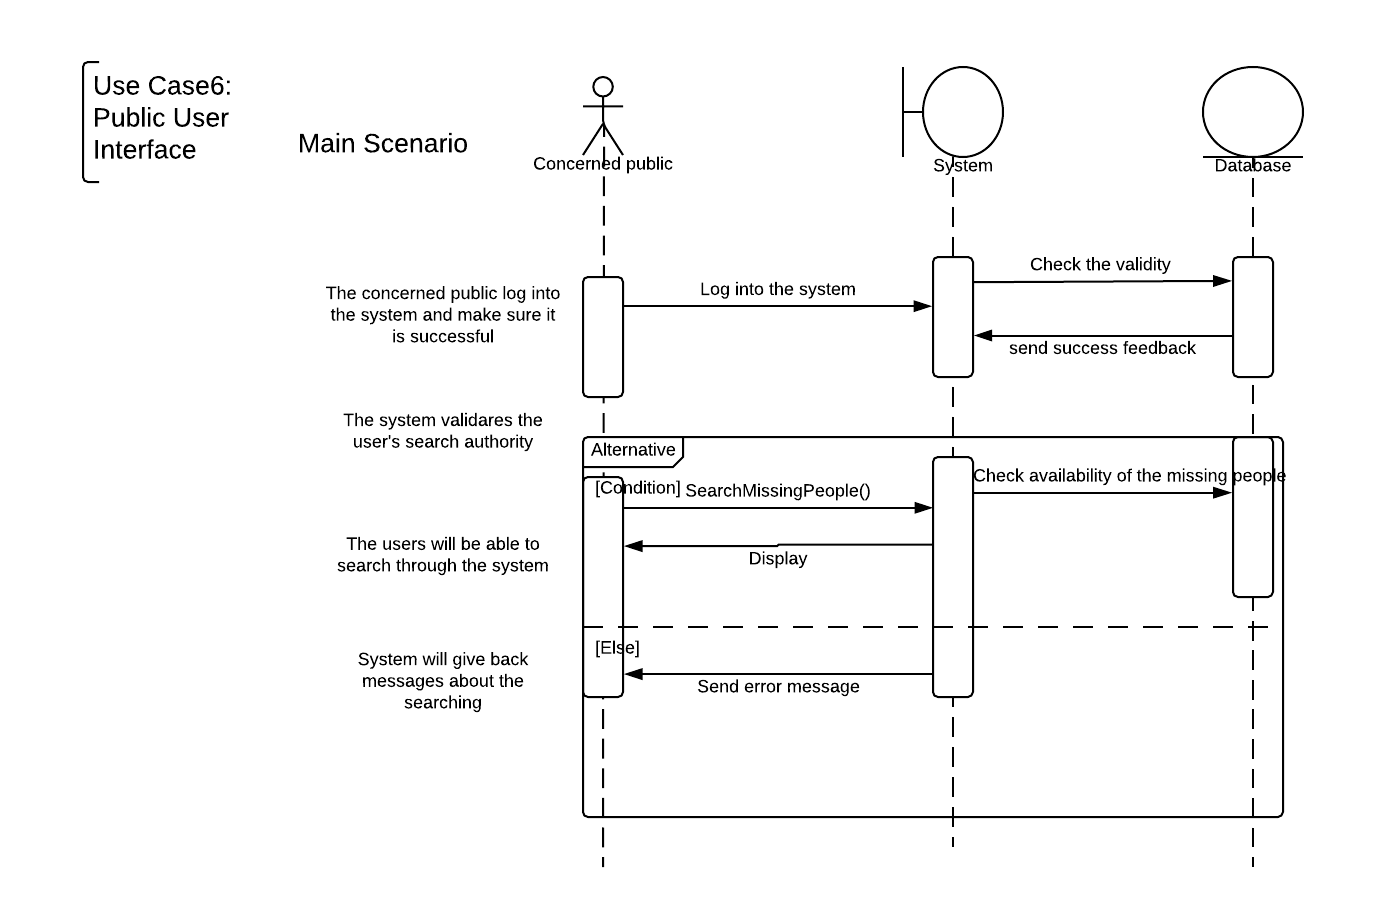 Use Case6:
Public User
Interface
Main Scenario
Concerned public
System
Database
Check the validity
Log into the system
The concerned public log into
the system and make sure it
is successful
send success feedback
The system validares the
user's search authority
Alternative
Check availability of the missing people
[Condition]
SearchMissingPeople()
The users will be able to
search through the system
Display
[Else]
System will give back
messages about the
searching
Send error message